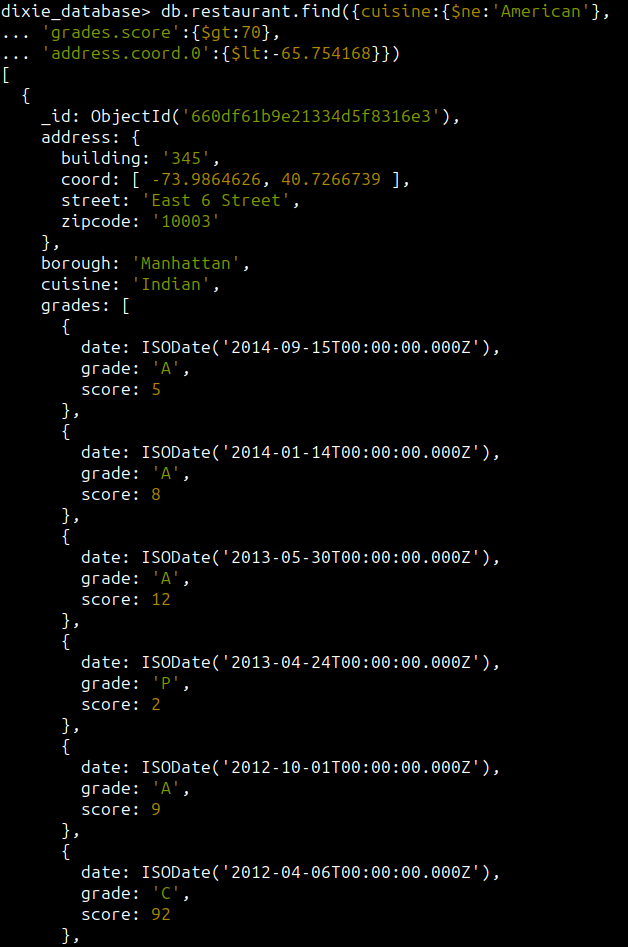 dixie_database> db.restaurant.find({cuisine:{$ne:'American'},
... 'grades.score':{$gt:70},
... 'address.coord.0':{$lt:-65.754168}})
[
  {
    _id: ObjectId('660df61b9e21334d5f8316e3'),
    address: {
      building: '345',
      coord: [ -73.9864626, 40.7266739 ],
      street: 'East 6 Street',
      zipcode: '10003'
    },
    borough: 'Manhattan',
    cuisine: 'Indian',
    grades: [
      {
        date: ISODate('2014-09-15T00:00:00.000Z'),
        grade: 'A',
        score: 5
      },
      {
        date: ISODate('2014-01-14T00:00:00.000Z'),
        grade: 'A',
        score: 8
      },
      {
        date: ISODate('2013-05-30T00:00:00.000Z'),
        grade: 'A',
        score: 12
      },
      {
        date: ISODate('2013-04-24T00:00:00.000Z'),
        grade: 'P',
        score: 2
      },
      {
        date: ISODate('2012-10-01T00:00:00.000Z'),
        grade: 'A',
        score: 9
      },
      {
        date: ISODate('2012-04-06T00:00:00.000Z'),
        grade: 'C',
        score: 92
      },